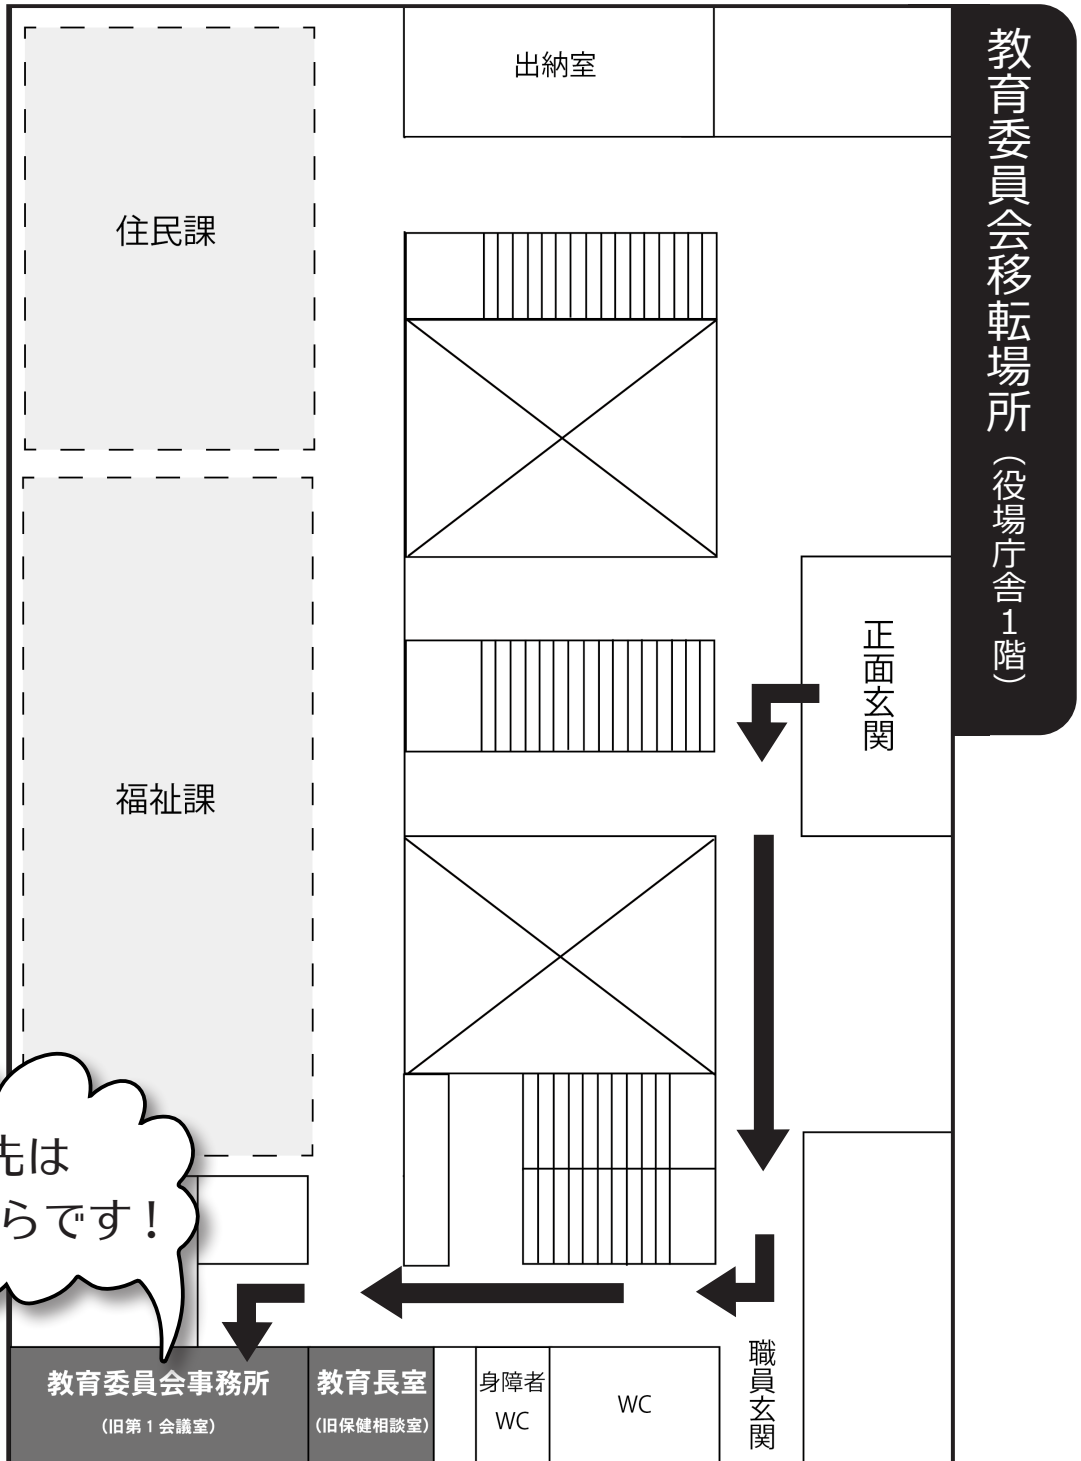 教育委員会移転場所（役場庁舎１階）
出納室
住民課
正面玄関
福祉課
先は
らです！
教育委員会事務所
（旧第１会議室）
教育長室
（旧保健相談室）
身障者
WC
WC
職員玄関